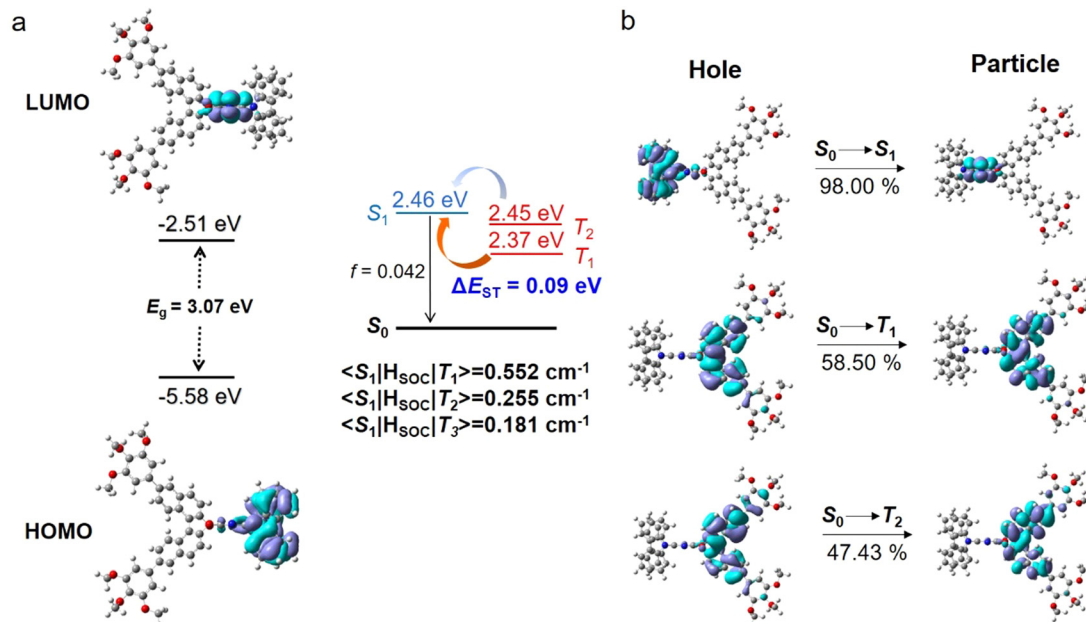 a
LUMO
-2.51 eV
Eg = 3.07 eV
-5.58 eV
HOMO
S1 2.46 eV
2.45 eV T2
2.37 eV T1
f = 0.042
ΔEST = 0.09 eV
S0
<S1|HSOC|T1>=0.552 cm-1
<S1|HSOC|T2>=0.255 cm-1
<S1|HSOC|T3>=0.181 cm-1
b
Hole
Particle
S0 → S1
98.00 %
S0 → T1
58.50 %
S0 → T2
47.43 %